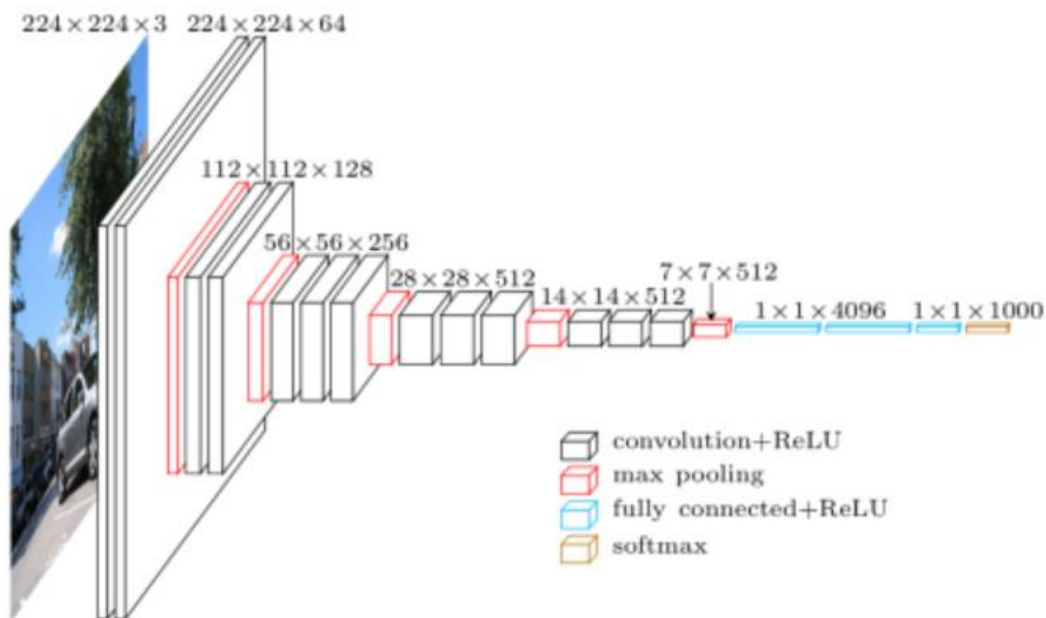 224×224×3
224×224×64
112×112×128
56×56×256
28×28×512
14×14×512
7×7×512
1×1×4096
1×1×1000
convolution+ReLU
max pooling
fully connected+ReLU
softmax